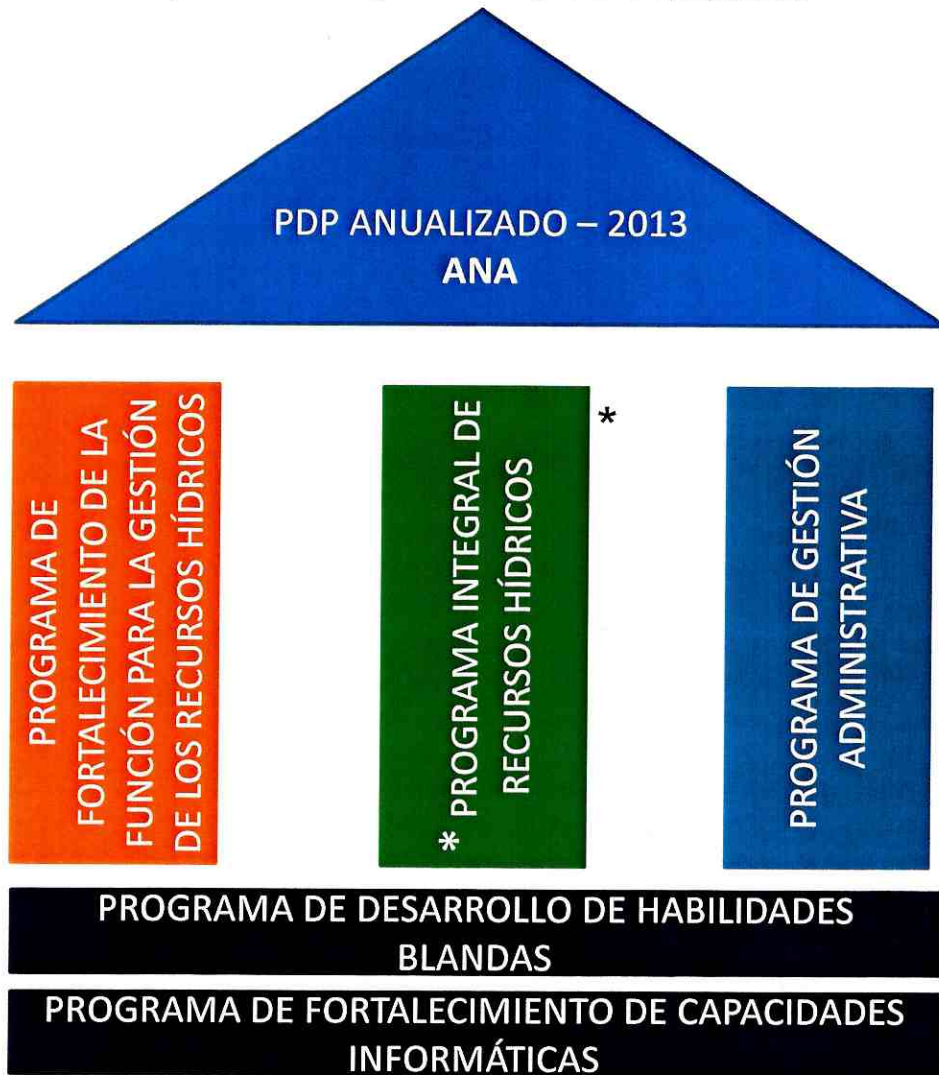 PDP ANUALIZADO – 2013
ANA
PROGRAMA DE
FORTALECIMIENTO DE LA
FUNCIÓN PARA LA GESTIÓN
DE LOS RECURSOS HÍDRICOS
* PROGRAMA INTEGRAL DE
RECURSOS HÍDRICOS
*
PROGRAMA DE GESTIÓN
ADMINISTRATIVA
PROGRAMA DE DESARROLLO DE HABILIDADES
BLANDAS
PROGRAMA DE FORTALECIMIENTO DE CAPACIDADES
INFORMÁTICAS